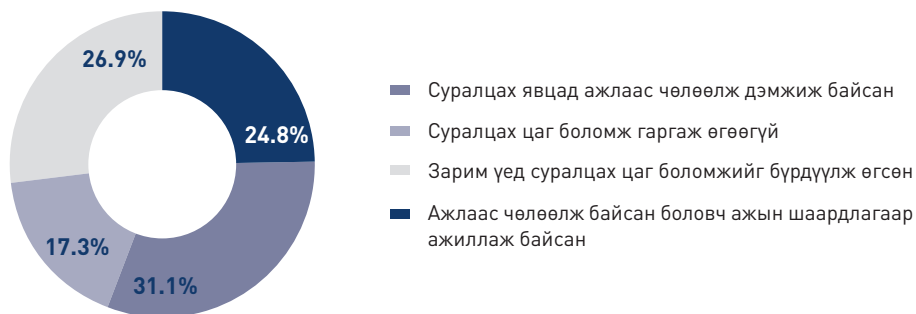 26.9%
24.8%
17.3%
31.1%
Суралцах явцад ажлаас чөлөөлж дэмжиж байсан
Суралцах цаг боломж гаргаж өгөөгүй
Зарим үед суралцах цаг боломжийг бүрдүүлж өгсөн
Ажлаас чөлөөлж байсан боловч ажын шаардлагаар
ажиллаж байсан